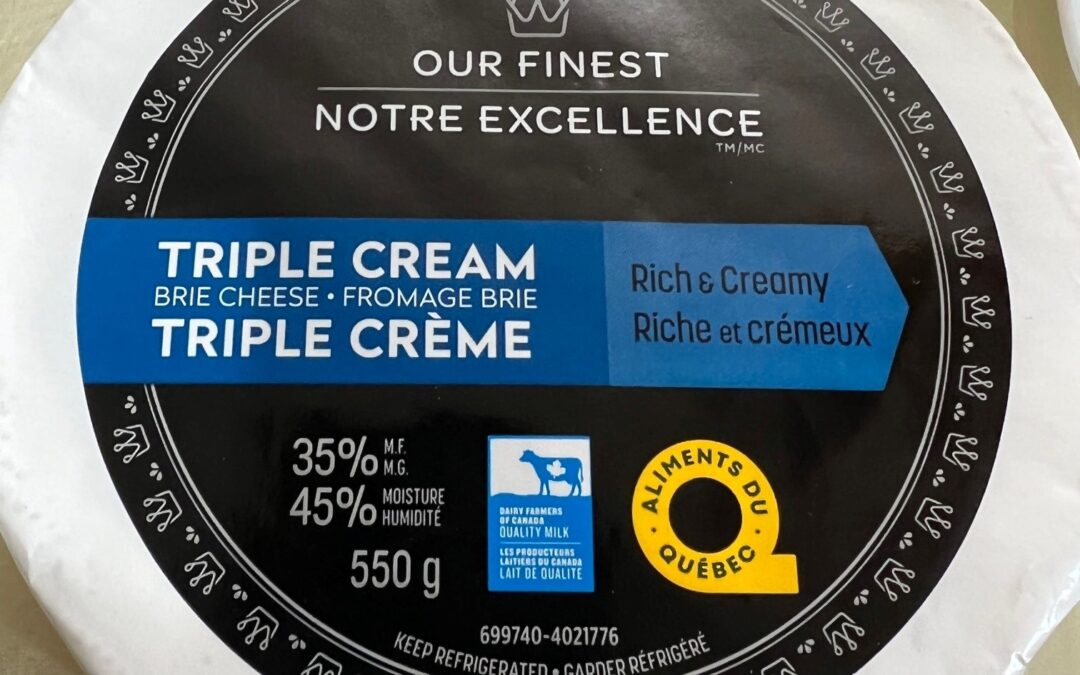 OUR FINEST
NOTRE EXCELLENCE
TM/MC
TRIPLE CREAM
BRIE CHEESE • FROMAGE BRIE
TRIPLE CRÈME
Rich & Creamy
Riche et crémeux
35% M.F.
M.G.
45% MOISTURE
HUMIDITÉ
550 g
DAIRY FARMERS
OF CANADA
QUALITY MILK
LES PRODUCTEURS
LAITIERS DU CANADA
LAIT DE QUALITÉ
ALIMENTS DU
QUÉBEC
699740-4021776
KEEP REFRIGERATED • GARDER RÉFRIGÉRÉ